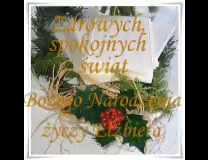 Zdrowych,
spokojnych
świąt
Bożego Narodzenia
życzy Elżbieta